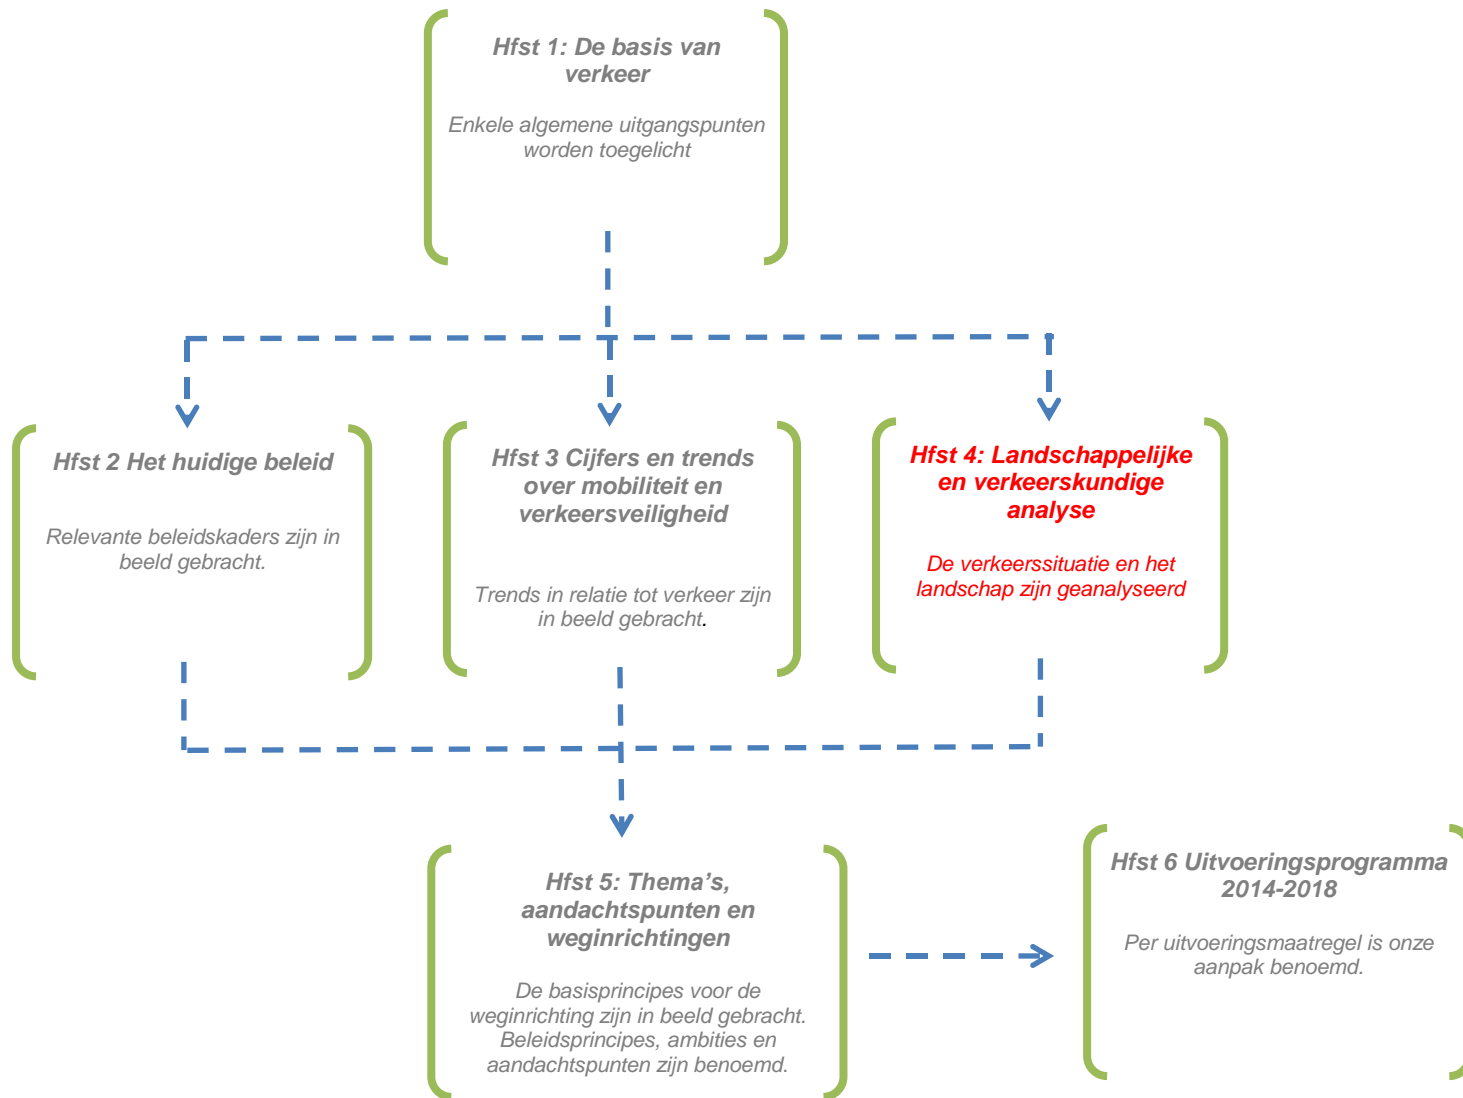 Hfst 1: De basis van
verkeer
Enkele algemene uitgangspunten
worden toegelicht
Hfst 2 Het huidige beleid
Relevante beleidskaders zijn in
beeld gebracht.
Hfst 3 Cijfers en trends
over mobiliteit en
verkeersveiligheid
Trends in relatie tot verkeer zijn
in beeld gebracht.
Hfst 4: Landschappelijke
en verkeerskundige
analyse
De verkeerssituatie en het
landschap zijn geanalyseerd
Hfst 5: Thema's,
aandachtspunten en
weginrichtingen
De basisprincipes voor de
weginrichting zijn in beeld gebracht.
Beleidsprincipes, ambities en
aandachtspunten zijn benoemd.
Hfst 6 Uitvoeringsprogramma
2014-2018
Per uitvoeringsmaatregel is onze
aanpak benoemd.